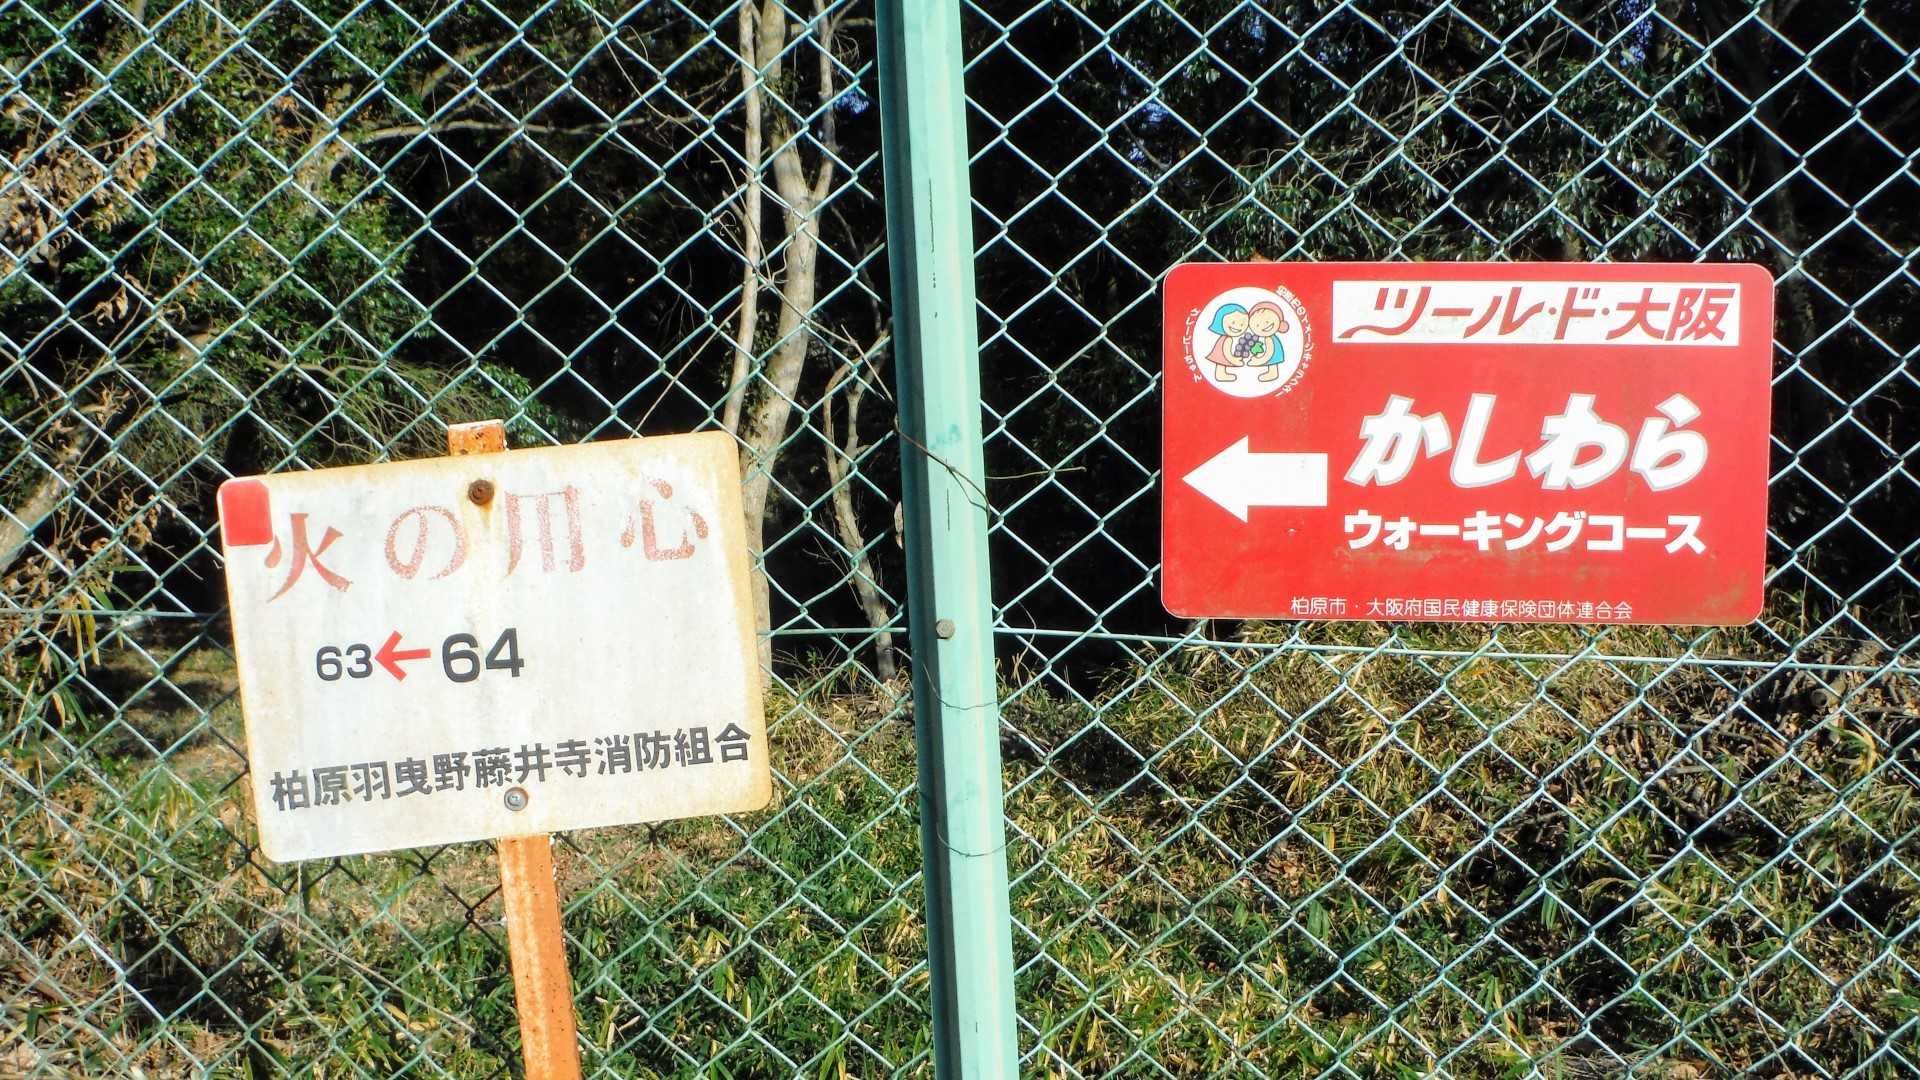 火の用心
63←64
柏原羽曳野藤井寺消防組合
ツール・ド・大阪
かしわら
ウォーキングコース
柏原市・大阪府国民健康保険団体連合会